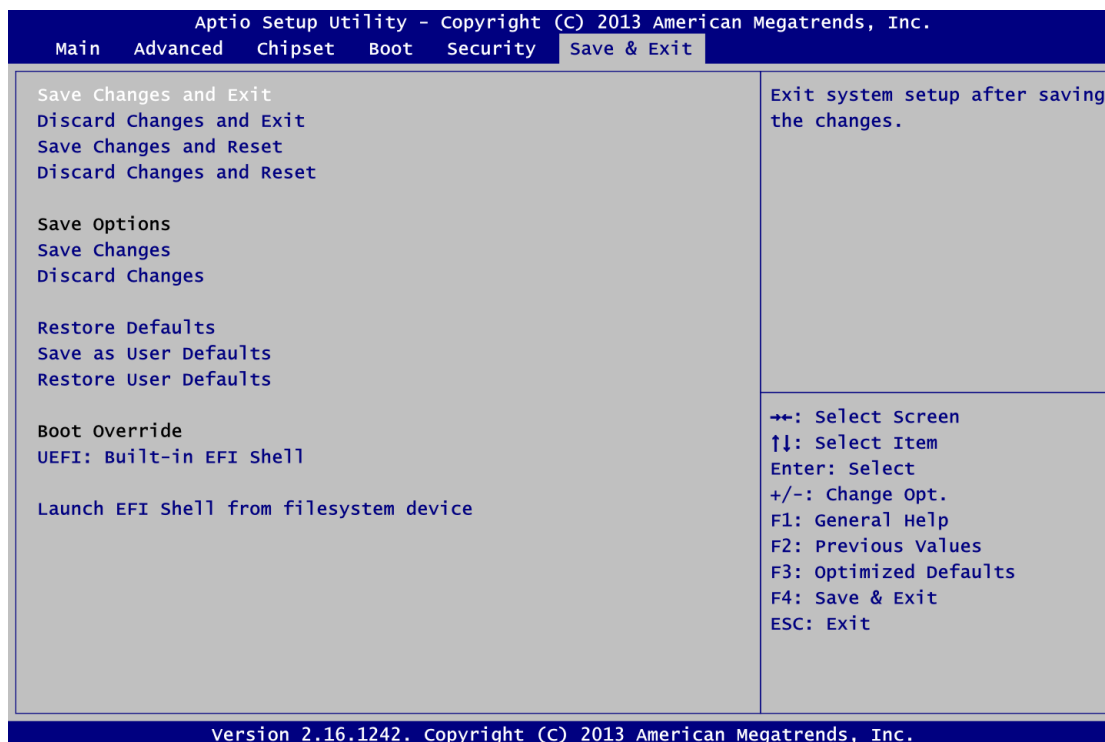 Aptio Setup Utility - Copyright (C) 2013 American Megatrends, Inc.
Main Advanced Chipset Boot Security Save & Exit
Save Changes and Exit
Discard Changes and Exit
Save Changes and Reset
Discard Changes and Reset
Save Options
Save Changes
Discard Changes
Restore Defaults
Save as User Defaults
Restore User Defaults
Boot Override
UEFI: Built-in EFI Shell
Launch EFI Shell from filesystem device
Exit system setup after saving
the changes.
→←: Select Screen
↑↓: Select Item
Enter: Select
+/-: Change Opt.
F1: General Help
F2: Previous Values
F3: Optimized Defaults
F4: Save & Exit
ESC: Exit
Version 2.16.1242. Copyright (C) 2013 American Megatrends, Inc.